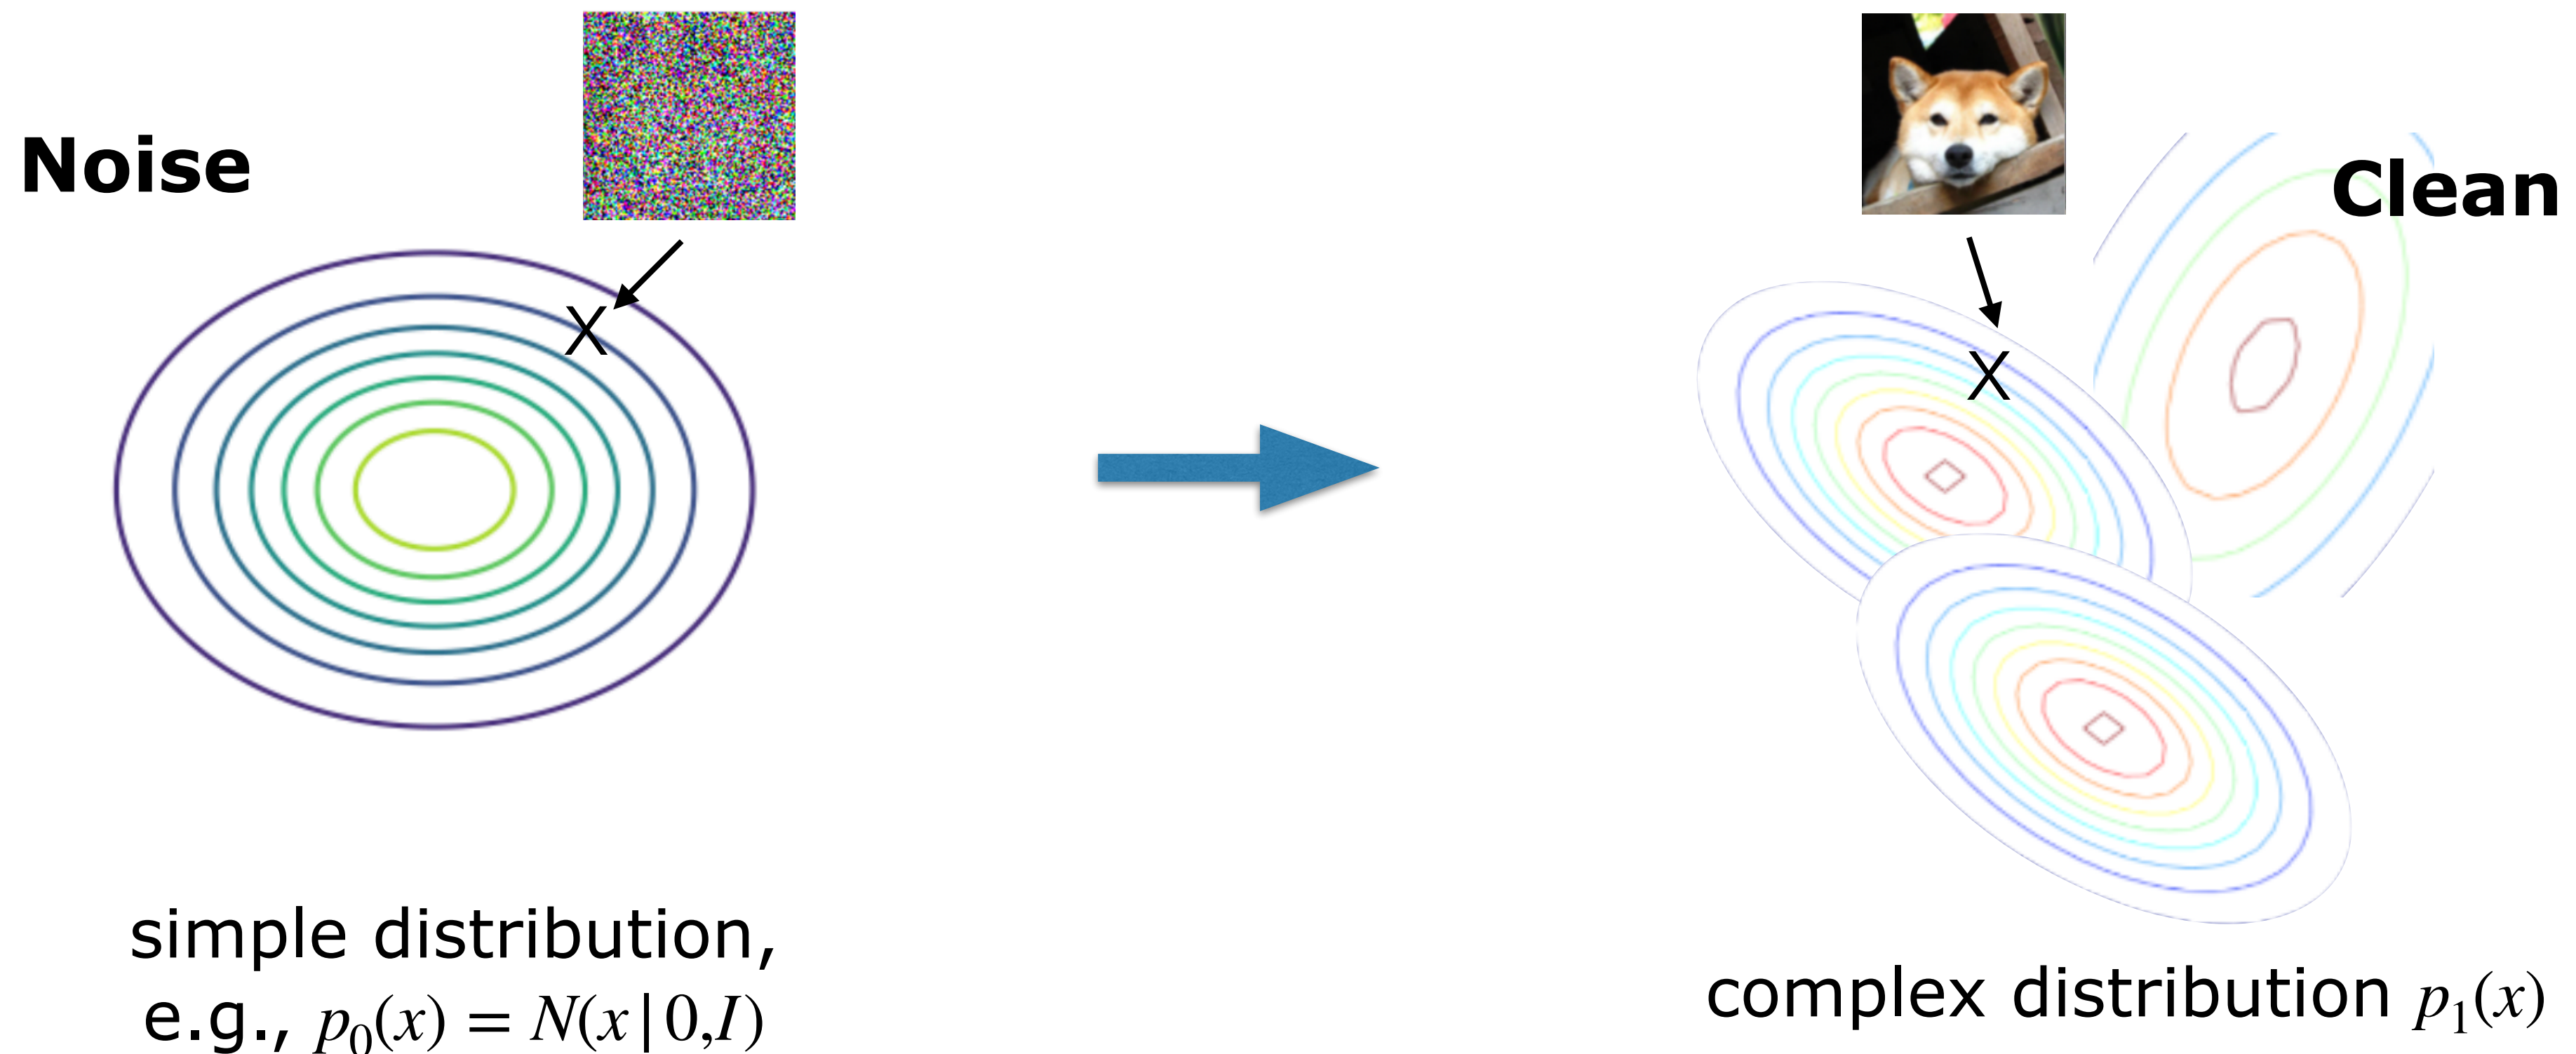 Noise
Clean
X
X
simple distribution,
e.g., p₀(x) = N(x|0,I)
complex distribution p₁(x)